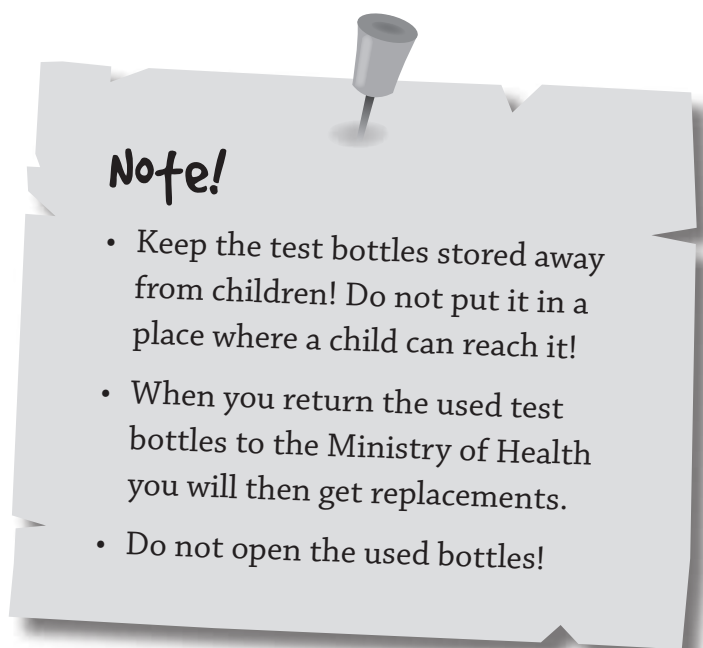 Note!
• Keep the test bottles stored away
from children! Do not put it in a
place where a child can reach it!
• When you return the used test
bottles to the Ministry of Health
you will then get replacements.
• Do not open the used bottles!